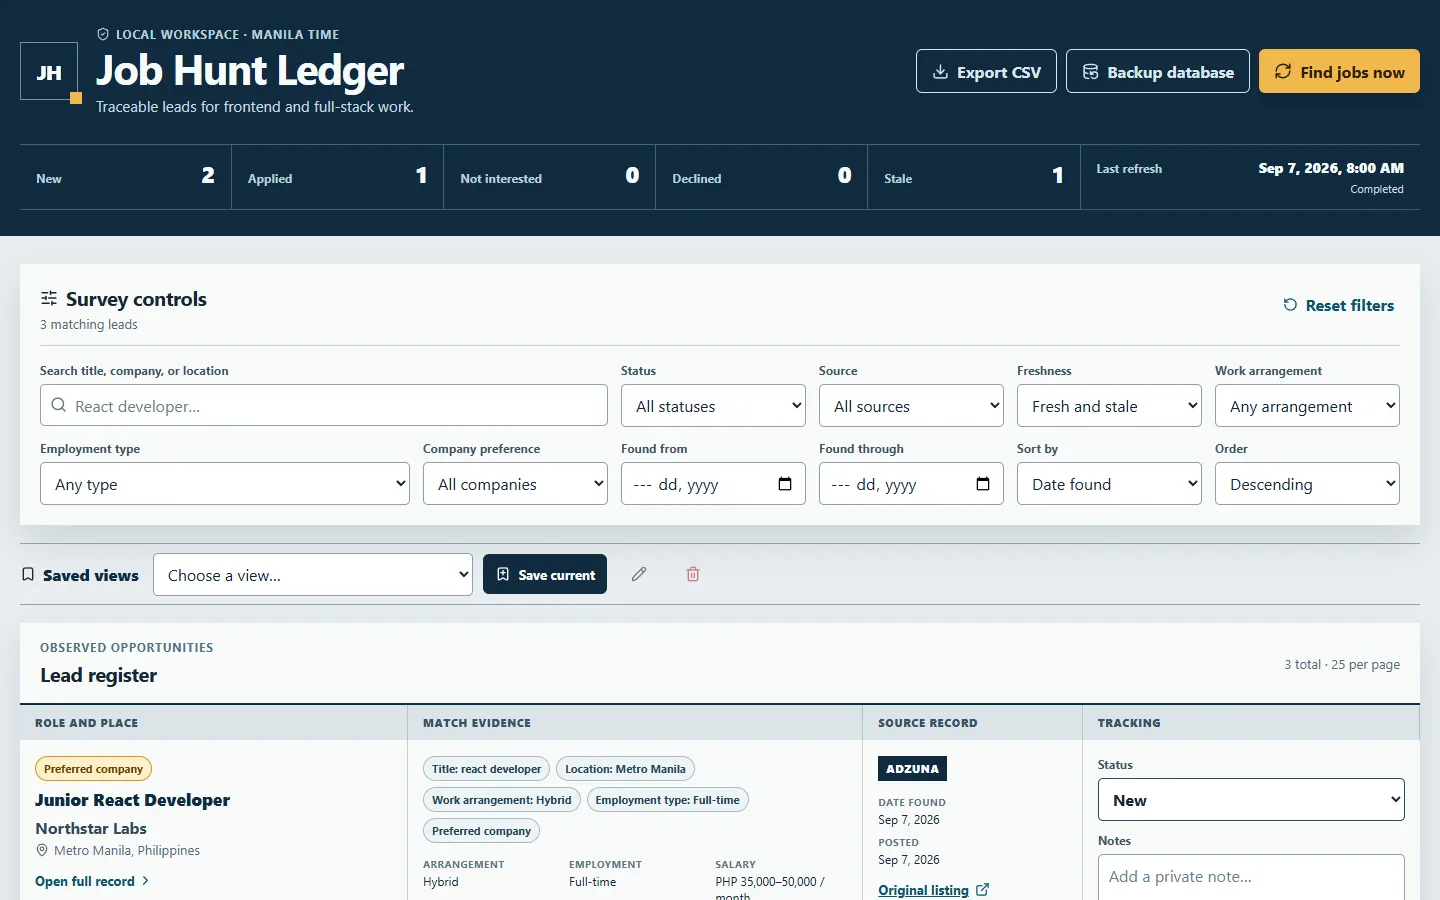 LOCAL WORKSPACE · MANILA TIME
JH
Job Hunt Ledger
Traceable leads for frontend and full-stack work.
Export CSV
Backup database
Find jobs now
New 2
Applied 1
Not interested 0
Declined 0
Stale 1
Last refresh Sep 7, 2026, 8:00 AM
Completed
Survey controls
3 matching leads
Reset filters
Search title, company, or location
Status
Source
Freshness
Work arrangement
React developer...
All statuses
All sources
Fresh and stale
Any arrangement
Employment type
Company preference
Found from
Found through
Sort by
Order
Any type
All companies
--- dd, yyyy
--- dd, yyyy
Date found
Descending
Saved views
Choose a view...
Save current
OBSERVED OPPORTUNITIES
Lead register
3 total · 25 per page
ROLE AND PLACE
MATCH EVIDENCE
SOURCE RECORD
TRACKING
Preferred company
Junior React Developer
Northstar Labs
Metro Manila, Philippines
Open full record
Title: react developer
Location: Metro Manila
Work arrangement: Hybrid
Employment type: Full-time
Preferred company
ARRANGEMENT
Hybrid
EMPLOYMENT
Full-time
SALARY
PHP 35,000–50,000 /
month
ADZUNA
DATE FOUND
Sep 7, 2026
POSTED
Sep 7, 2026
Original listing
Status
New
Notes
Add a private note...